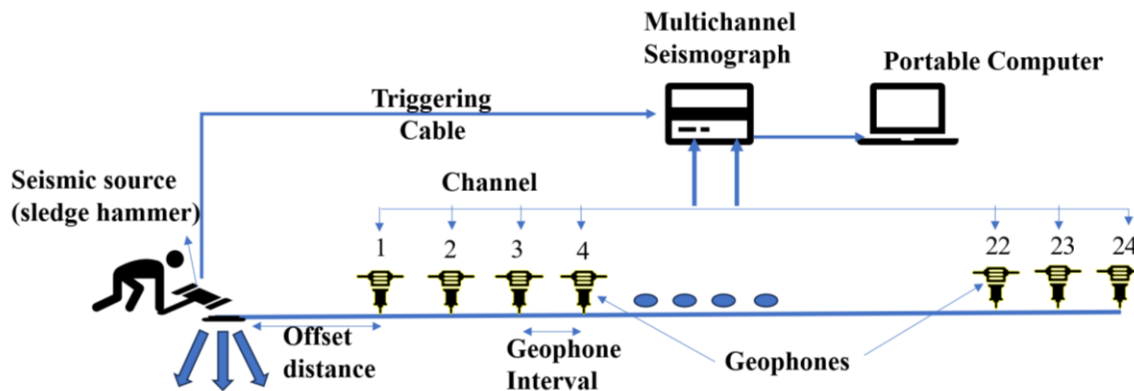 Multichannel
Seismograph
Portable Computer
Triggering
Cable
Seismic source
(sledge hammer)
Channel
1 2 3 4 22 23 24
Offset
distance
Geophone
Interval
Geophones